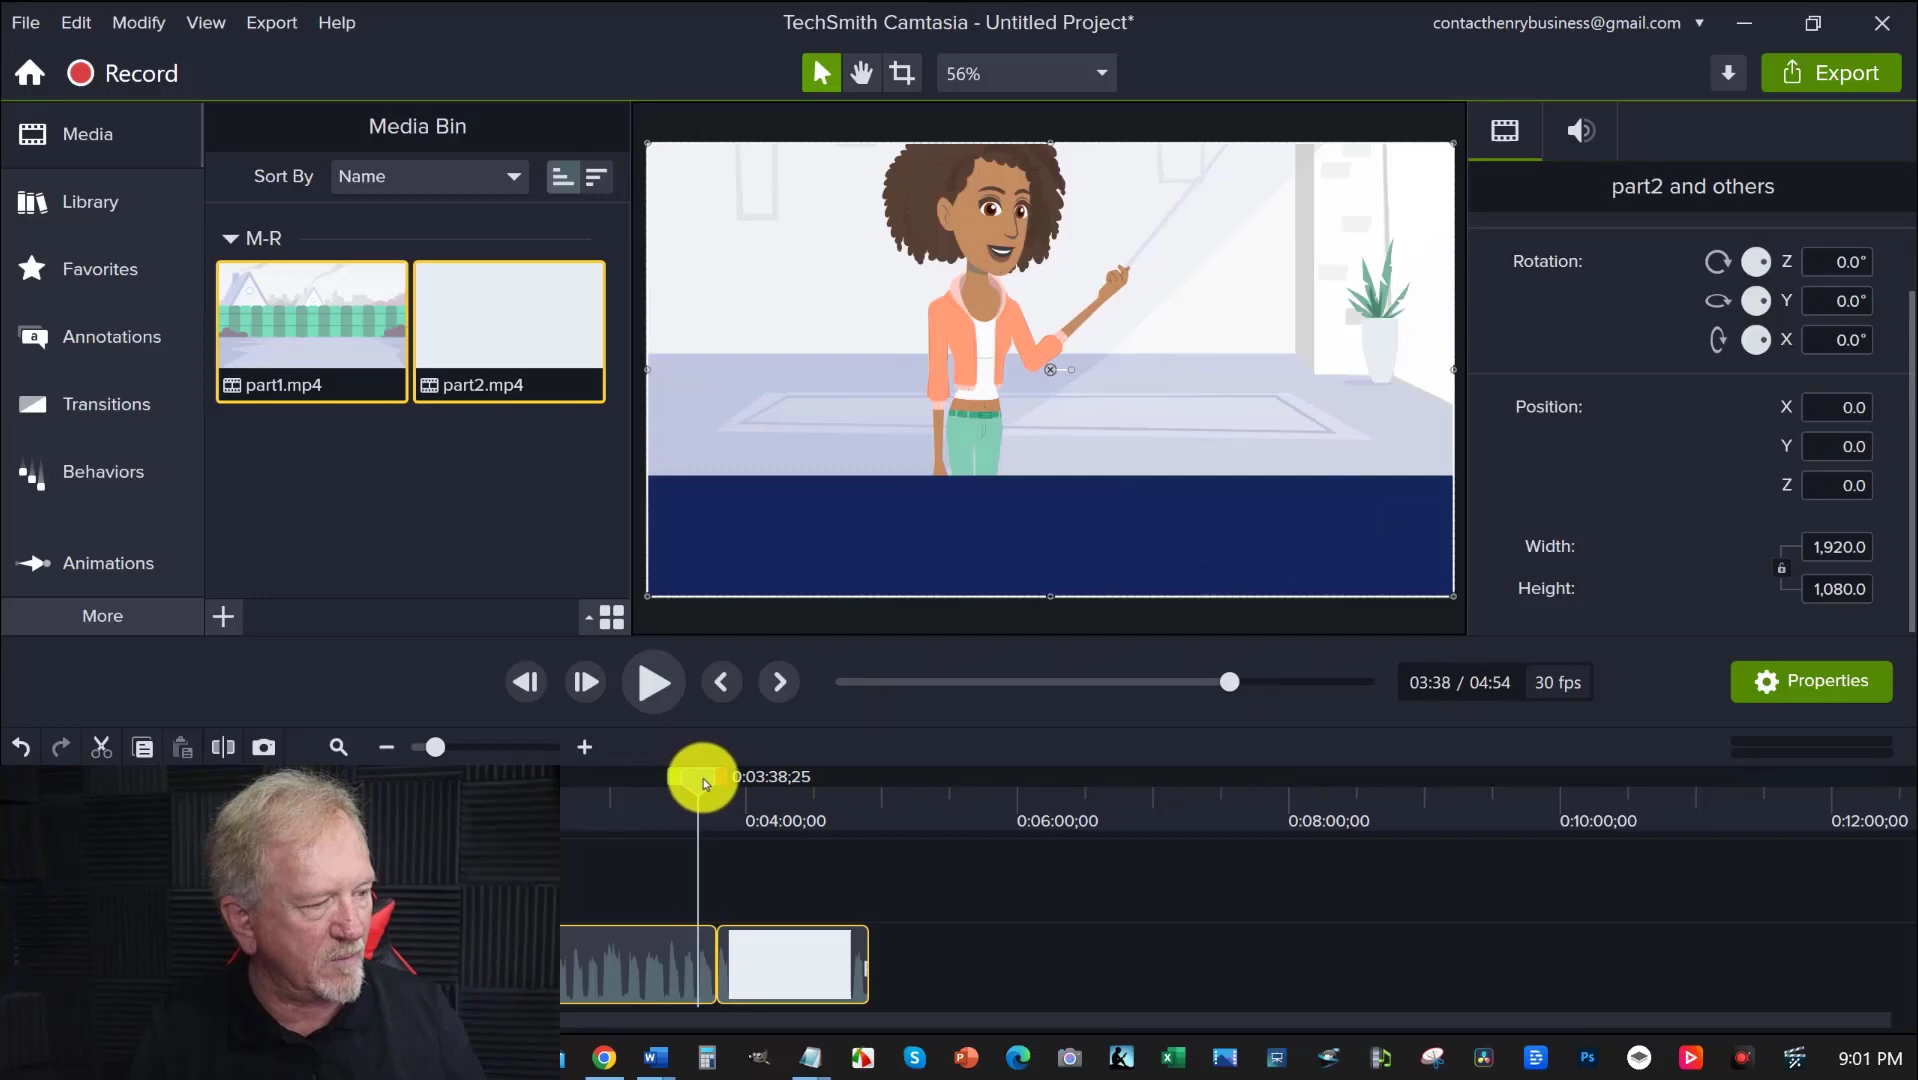 File Edit Modify View Export Help
TechSmith Camtasia - Untitled Project*
contacthenrybusiness@gmail.com
Record
56%
Export
Media
Library
Favorites
Annotations
Transitions
Behaviors
Animations
More
Media Bin
Sort By Name
M-R
part1.mp4 part2.mp4
part2 and others
Rotation: Z 0.0°
Y 0.0°
X 0.0°
Position: X 0.0
Y 0.0
Z 0.0
Width: 1,920.0
Height: 1,080.0
03:38 / 04:54 30 fps
Properties
0:03:38;25
0:04:00;00 0:06:00;00 0:08:00;00 0:10:00;00 0:12:00;00
9:01 PM